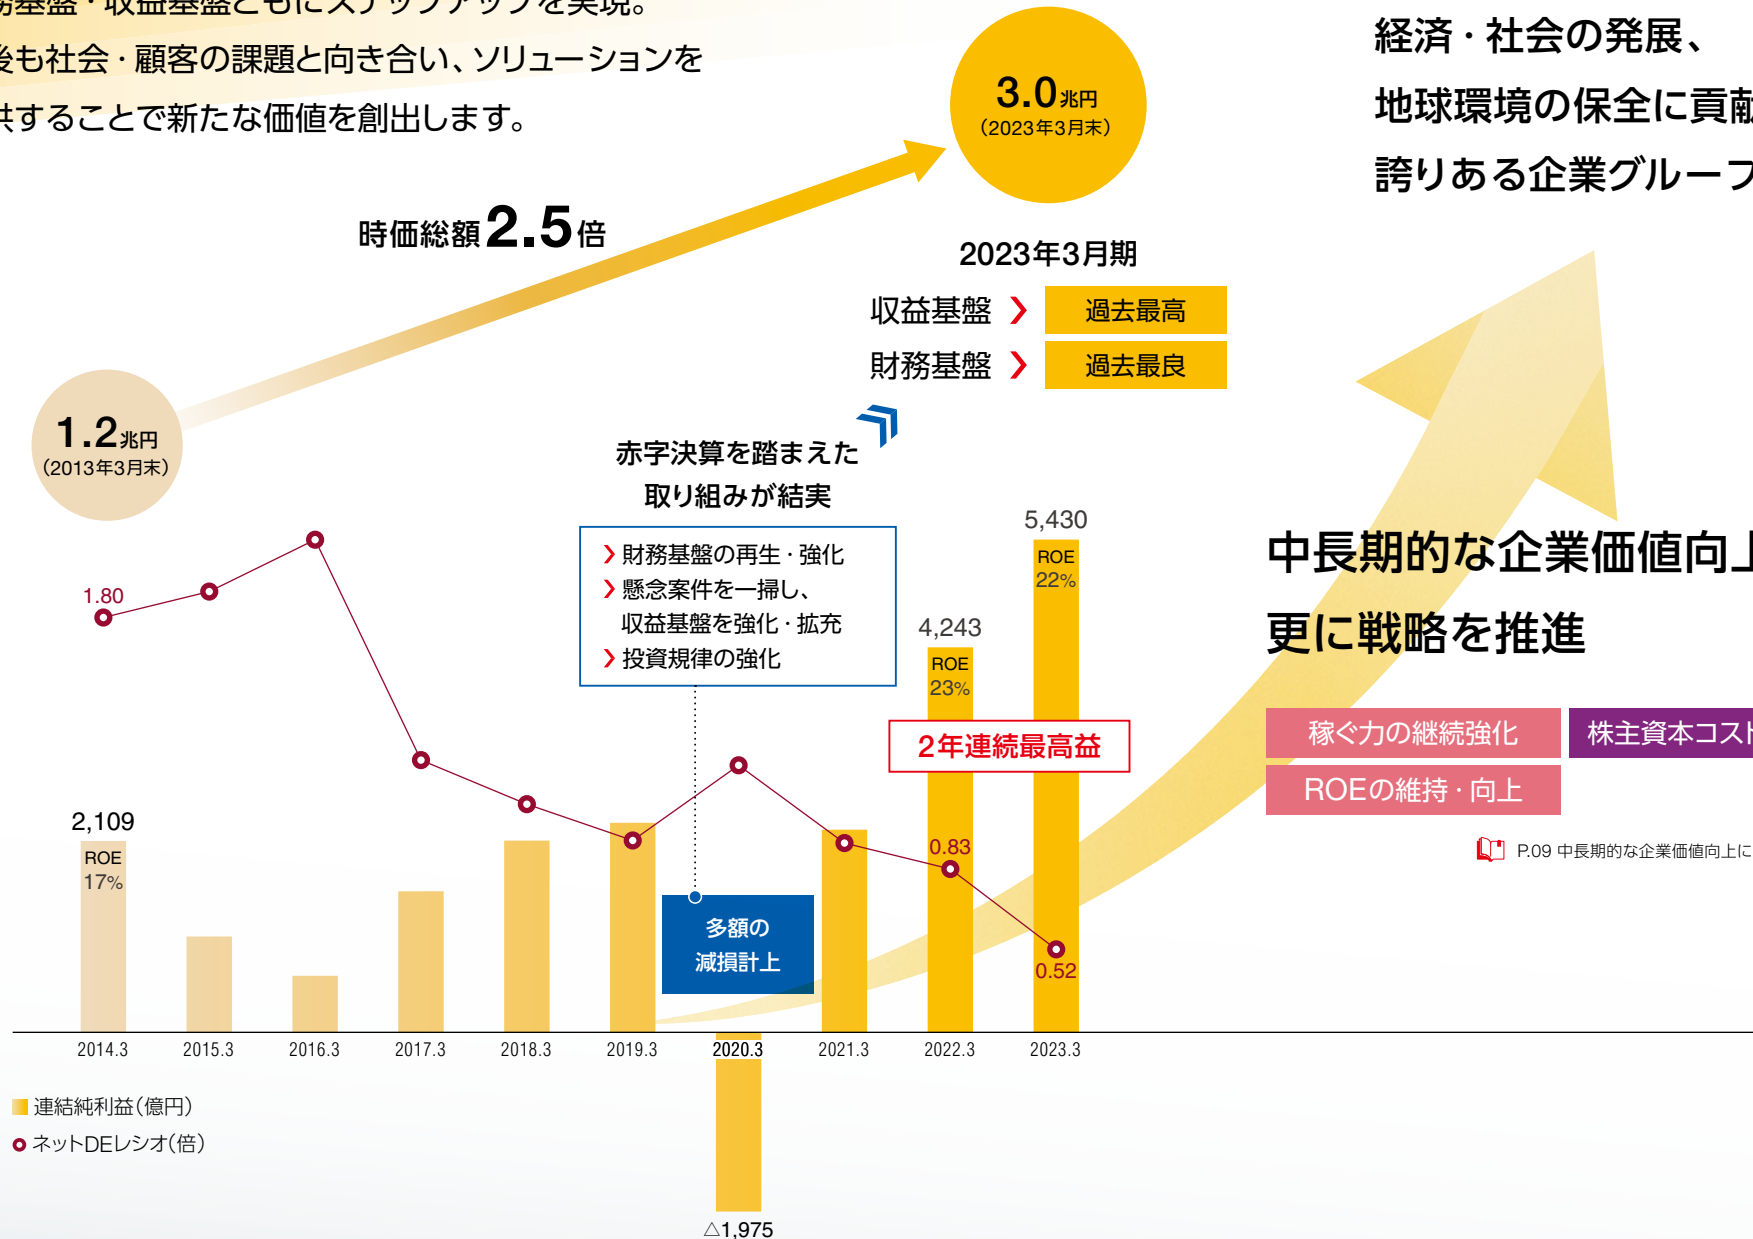 務基盤・収益基盤ともにステップアップを実現。
後も社会・顧客の課題と向き合い、ソリューションを
供することで新たな価値を創出します。
3.0兆円
（2023年3月末）
経済・社会の発展、
地球環境の保全に貢献
誇りある企業グループ
時価総額2.5倍
2023年3月期
収益基盤
過去最高
財務基盤
過去最良
1.2兆円
（2013年3月末）
赤字決算を踏まえた
取り組みが結実
財務基盤の再生・強化
懸念案件を一掃し、
収益基盤を強化・拡充
投資規律の強化
中長期的な企業価値向上
更に戦略を推進
稼ぐ力の継続強化
株主資本コスト
ROEの維持・向上
P.09 中長期的な企業価値向上に
1.80
0.83
0.52
2年連続最高益
2,109
ROE
17%
4,243
ROE
23%
5,430
ROE
22%
多額の
減損計上
2014.3 2015.3 2016.3 2017.3 2018.3 2019.3 2020.3 2021.3 2022.3 2023.3
△1,975
連結純利益（億円）
ネットDEレシオ（倍）